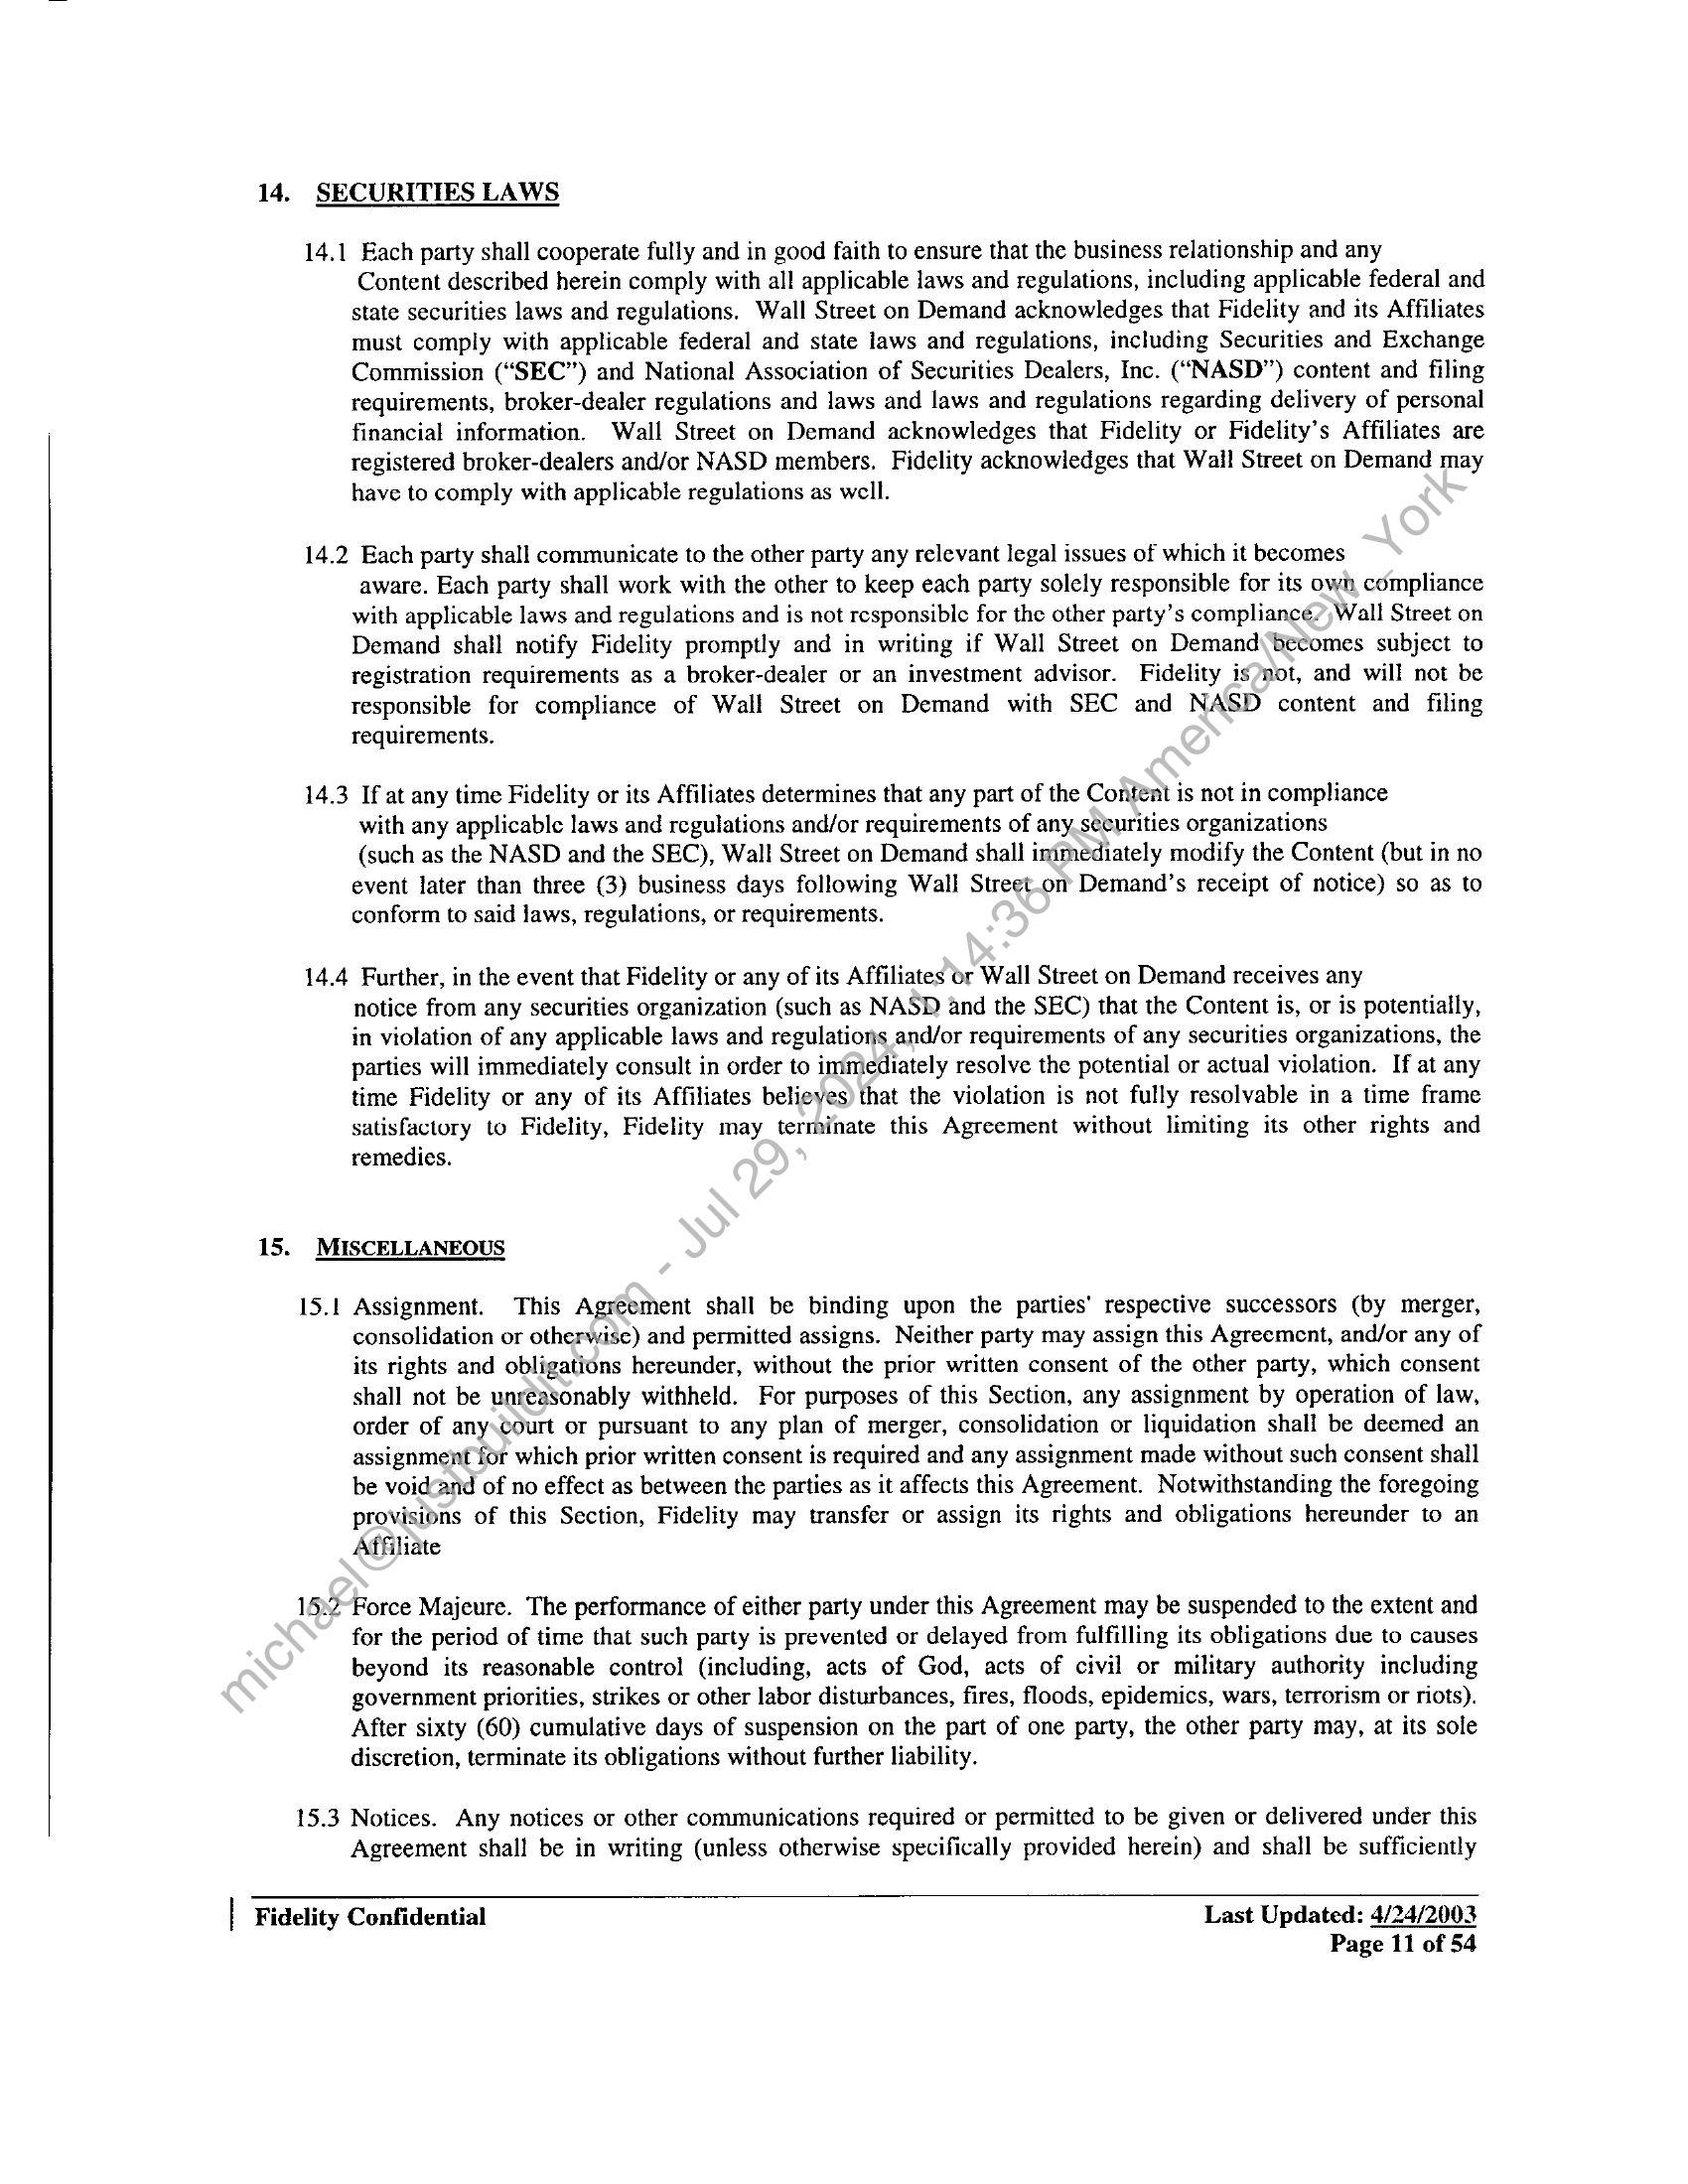 14. SECURITIES LAWS
14.1 Each party shall cooperate fully and in good faith to ensure that the business relationship and any
Content described herein comply with all applicable laws and regulations, including applicable federal and
state securities laws and regulations. Wall Street on Demand acknowledges that Fidelity and its Affiliates
must comply with applicable federal and state laws and regulations, including Securities and Exchange
Commission (“SEC”) and National Association of Securities Dealers, Inc. (“NASD”) content and filing
requirements, broker-dealer regulations and laws and laws and regulations regarding delivery of personal
financial information. Wall Street on Demand acknowledges that Fidelity or Fidelity’s Affiliates are
registered broker-dealers and/or NASD members. Fidelity acknowledges that Wall Street on Demand may
have to comply with applicable regulations as well.
14.2 Each party shall communicate to the other party any relevant legal issues of which it becomes
aware. Each party shall work with the other to keep each party solely responsible for its own compliance
with applicable laws and regulations and is not responsible for the other party’s compliance. Wall Street on
Demand shall notify Fidelity promptly and in writing if Wall Street on Demand becomes subject to
registration requirements as a broker-dealer or an investment advisor. Fidelity is not, and will not be
responsible for compliance of Wall Street on Demand with SEC and NASD content and filing
requirements.
14.3 If at any time Fidelity or its Affiliates determines that any part of the Content is not in compliance
with any applicable laws and regulations and/or requirements of any securities organizations
(such as the NASD and the SEC), Wall Street on Demand shall immediately modify the Content (but in no
event later than three (3) business days following Wall Street on Demand’s receipt of notice) so as to
conform to said laws, regulations, or requirements.
14.4 Further, in the event that Fidelity or any of its Affiliates or Wall Street on Demand receives any
notice from any securities organization (such as NASD and the SEC) that the Content is, or is potentially,
in violation of any applicable laws and regulations and/or requirements of any securities organizations, the
parties will immediately consult in order to immediately resolve the potential or actual violation. If at any
time Fidelity or any of its Affiliates believes that the violation is not fully resolvable in a time frame
satisfactory to Fidelity, Fidelity may terminate this Agreement without limiting its other rights and
remedies.
15. MISCELLANEOUS
15.1 Assignment. This Agreement shall be binding upon the parties' respective successors (by merger,
consolidation or otherwise) and permitted assigns. Neither party may assign this Agreement, and/or any of
its rights and obligations hereunder, without the prior written consent of the other party, which consent
shall not be unreasonably withheld. For purposes of this Section, any assignment by operation of law,
order of any court or pursuant to any plan of merger, consolidation or liquidation shall be deemed an
assignment for which prior written consent is required and any assignment made without such consent shall
be void and of no effect as between the parties as it affects this Agreement. Notwithstanding the foregoing
provisions of this Section, Fidelity may transfer or assign its rights and obligations hereunder to an
Affiliate
15.2 Force Majeure. The performance of either party under this Agreement may be suspended to the extent and
for the period of time that such party is prevented or delayed from fulfilling its obligations due to causes
beyond its reasonable control (including, acts of God, acts of civil or military authority including
government priorities, strikes or other labor disturbances, fires, floods, epidemics, wars, terrorism or riots).
After sixty (60) cumulative days of suspension on the part of one party, the other party may, at its sole
discretion, terminate its obligations without further liability.
15.3 Notices. Any notices or other communications required or permitted to be given or delivered under this
Agreement shall be in writing (unless otherwise specifically provided herein) and shall be sufficiently
Fidelity Confidential
Last Updated: 4/24/2003
Page 11 of 54
michael@justbuildit.com - Jul 29, 2024, 1:14:36 PM America/New_York